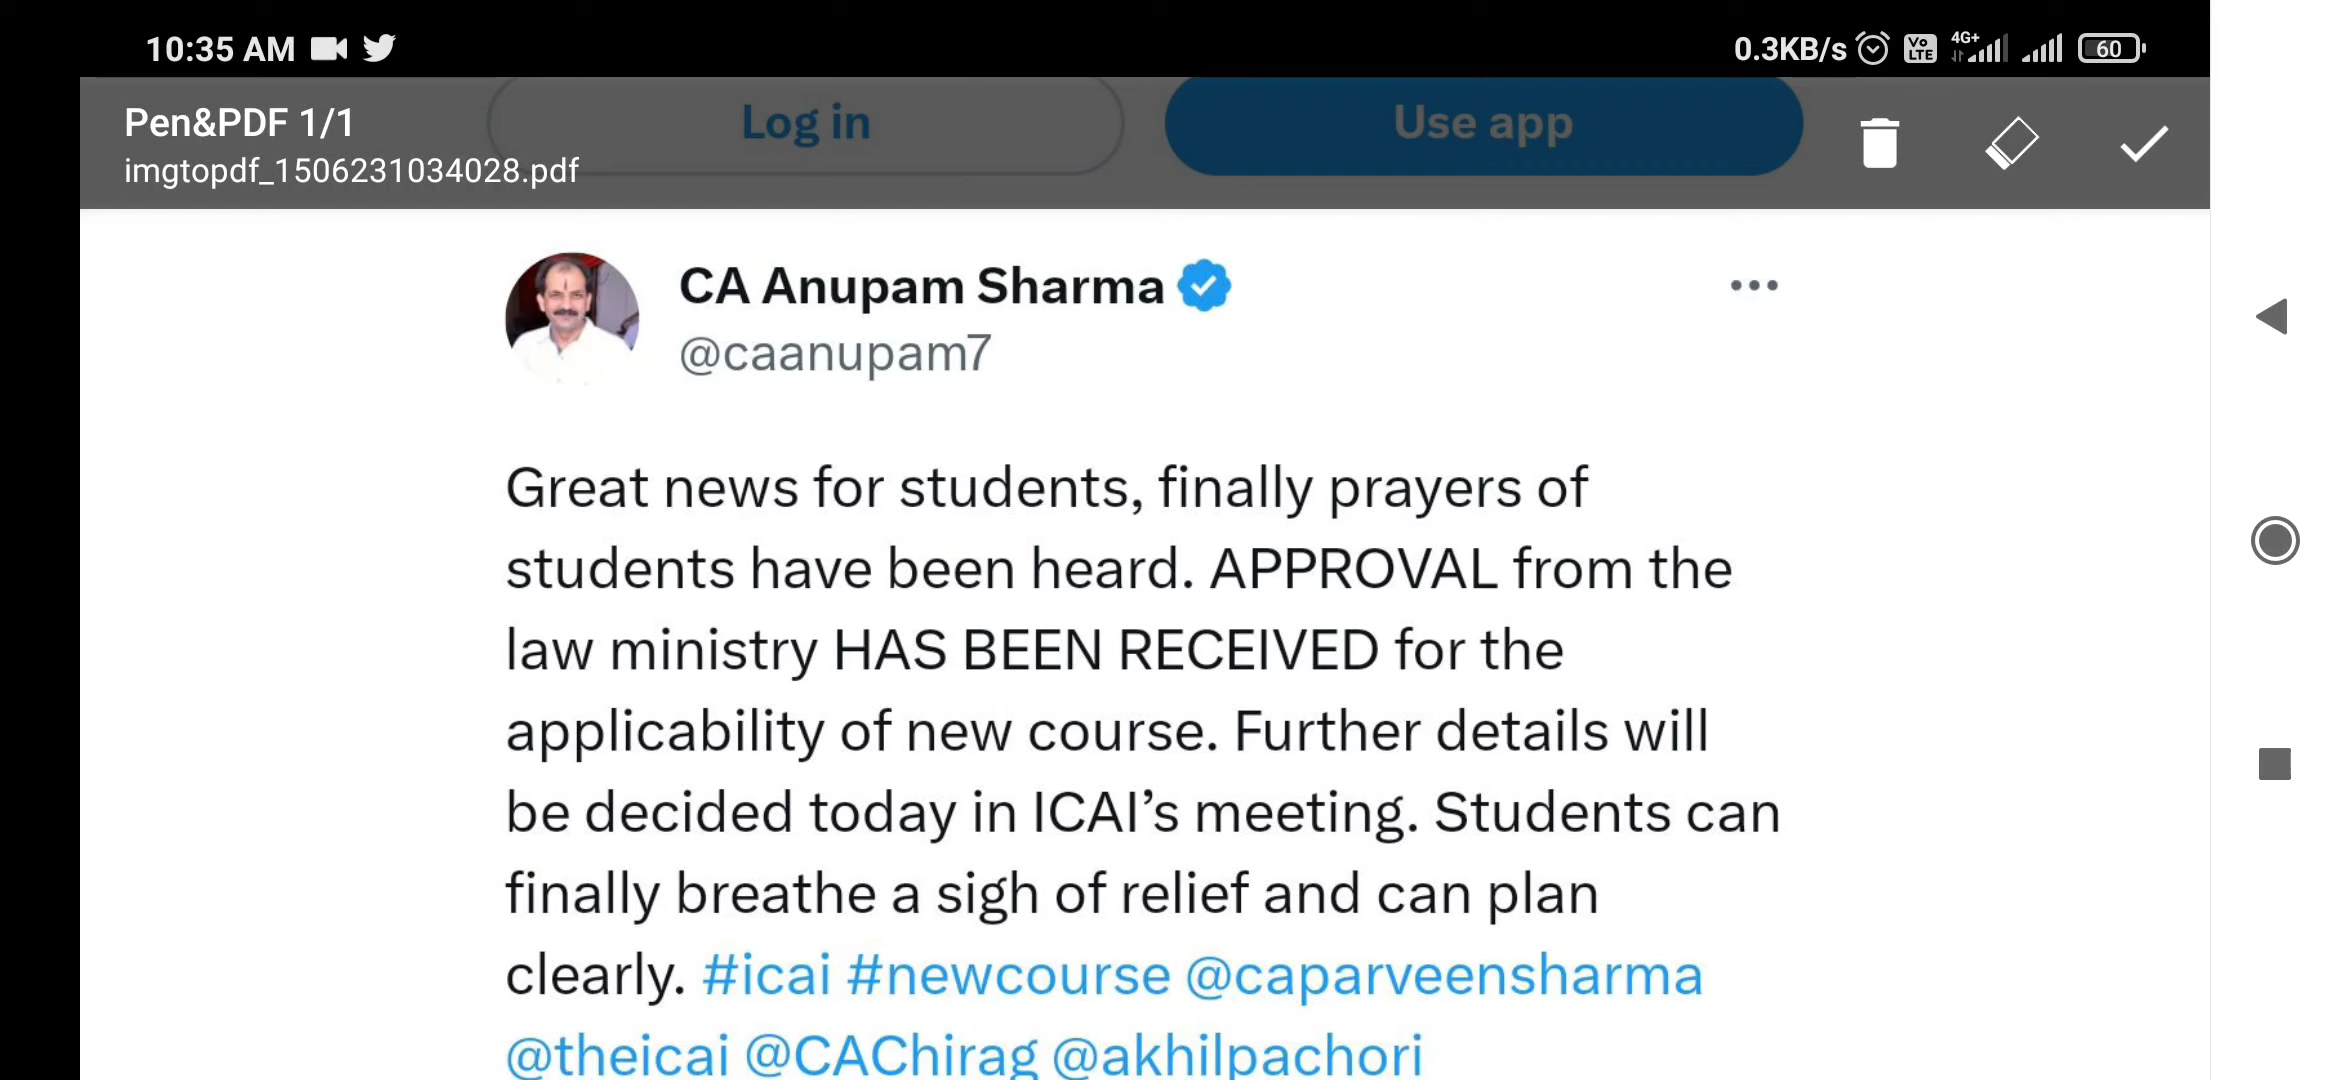 10:35 AM
0.3KB/s Vo LTE 4G+ 60
Pen&PDF 1/1
imgtopdf_1506231034028.pdf
Log in
Use app
CA Anupam Sharma
@caanupam7
Great news for students, finally prayers of
students have been heard. APPROVAL from the
law ministry HAS BEEN RECEIVED for the
applicability of new course. Further details will
be decided today in ICAI’s meeting. Students can
finally breathe a sigh of relief and can plan
clearly. #icai #newcourse @caparveensharma
@theicai @CAChirag @akhilpachori